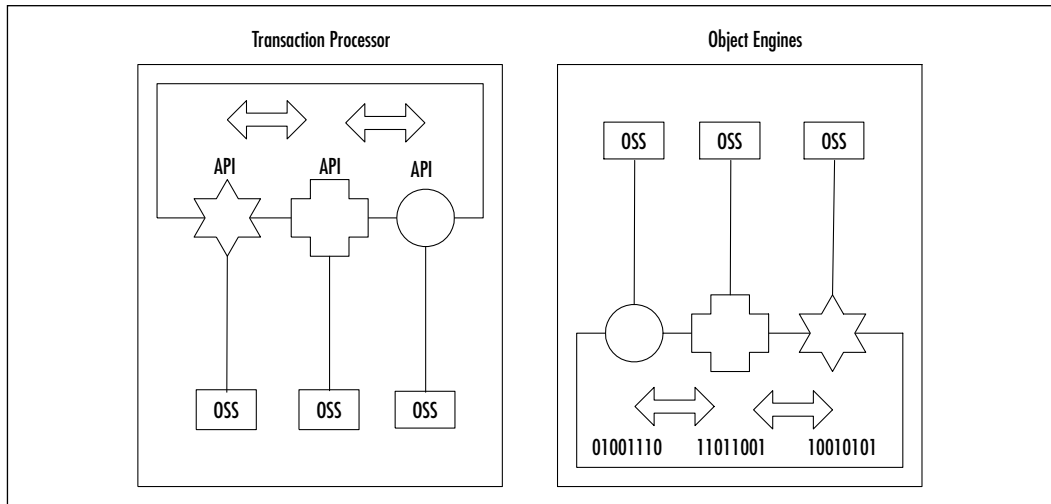 Transaction Processor
API API API
OSS OSS OSS
Object Engines
OSS OSS OSS
01001110 11011001 10010101